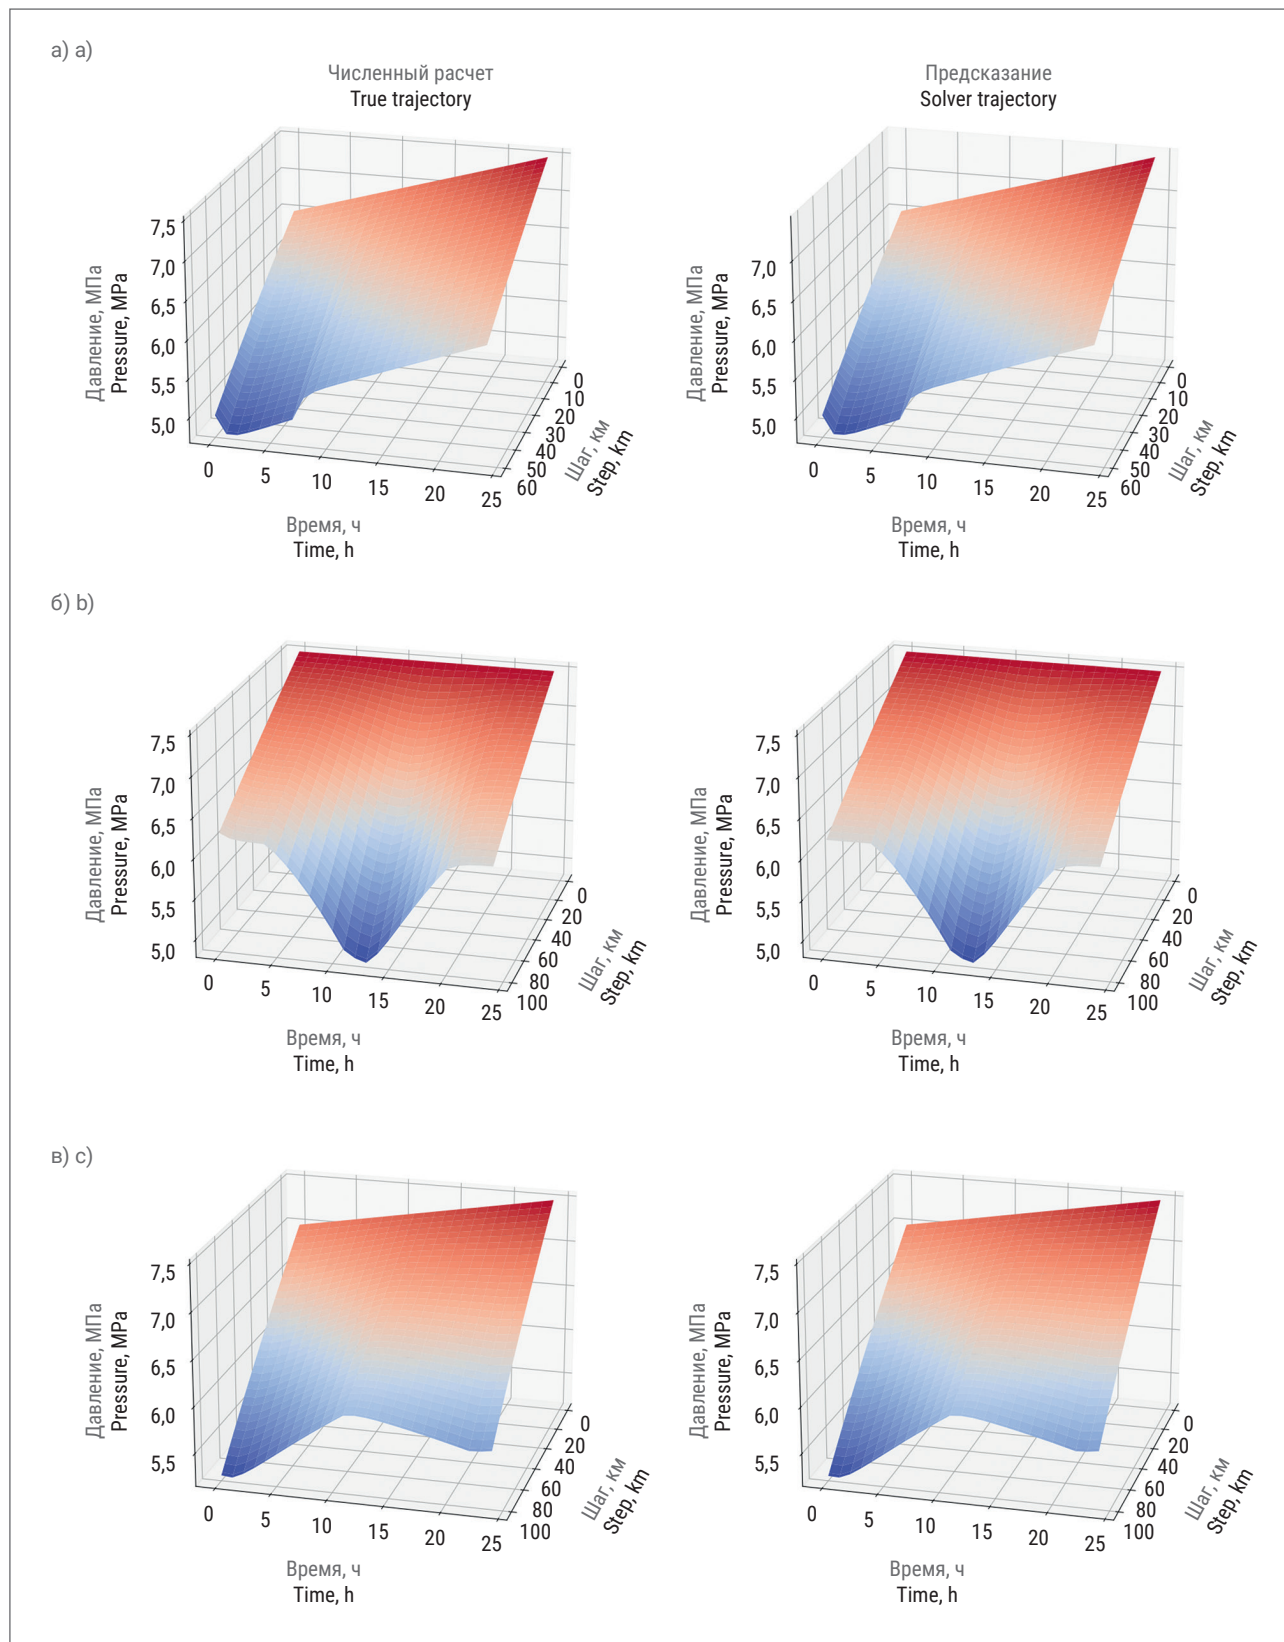 а) a)
Численный расчет
True trajectory
Предсказание
Solver trajectory
7,5
7,0
6,5
6,0
5,5
5,0
Давление, МПа
Pressure, MPa
0
5
10
15
20
25
Время, ч
Time, h
0
10
20
30
40
50
60
Шаг, км
Step, km
7,0
6,5
6,0
5,5
5,0
Давление, МПа
Pressure, MPa
0
5
10
15
20
25
Время, ч
Time, h
0
10
20
30
40
50
60
Шаг, км
Step, km
б) b)
7,5
7,0
6,5
6,0
5,5
5,0
Давление, МПа
Pressure, MPa
0
5
10
15
20
25
Время, ч
Time, h
0
20
40
60
80
100
Шаг, км
Step, km
7,5
7,0
6,5
6,0
5,5
5,0
Давление, МПа
Pressure, MPa
0
5
10
15
20
25
Время, ч
Time, h
0
20
40
60
80
100
Шаг, км
Step, km
в) c)
7,5
7,0
6,5
6,0
5,5
Давление, МПа
Pressure, MPa
0
5
10
15
20
25
Время, ч
Time, h
0
20
40
60
80
100
Шаг, км
Step, km
7,5
7,0
6,5
6,0
5,5
Давление, МПа
Pressure, MPa
0
5
10
15
20
25
Время, ч
Time, h
0
20
40
60
80
100
Шаг, км
Step, km